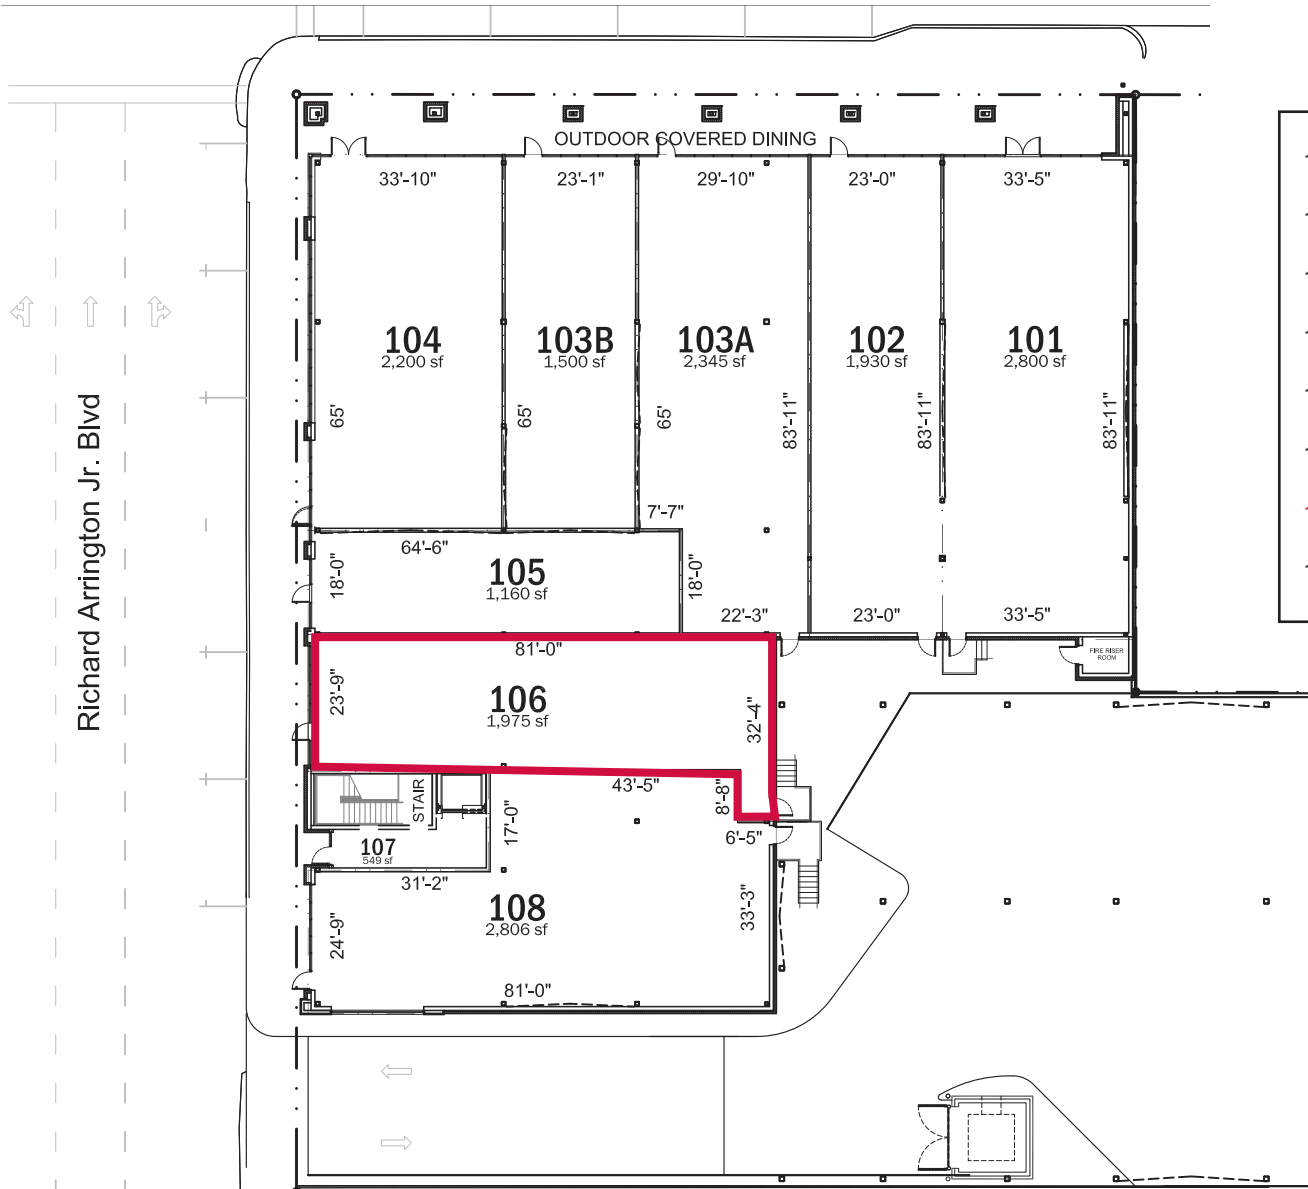 OUTDOOR COVERED DINING
33'-10"
23'-1"
29'-10"
23'-0"
33'-5"
104
2,200 sf
103B
1,500 sf
103A
2,345 sf
102
1,930 sf
101
2,800 sf
65'
65'
65'
83'-11"
83'-11"
83'-11"
Richard Arrington Jr. Blvd
7'-7"
64'-6"
18'-0"
105
1,160 sf
18'-0"
22'-3"
23'-0"
33'-5"
81'-0"
FIRE RISER
ROOM
23'-9"
106
1,975 sf
32'-4"
43'-5"
8'-8"
STAIR
17'-0"
6'-5"
107
549 sf
31'-2"
108
2,806 sf
24'-9"
33'-3"
81'-0"